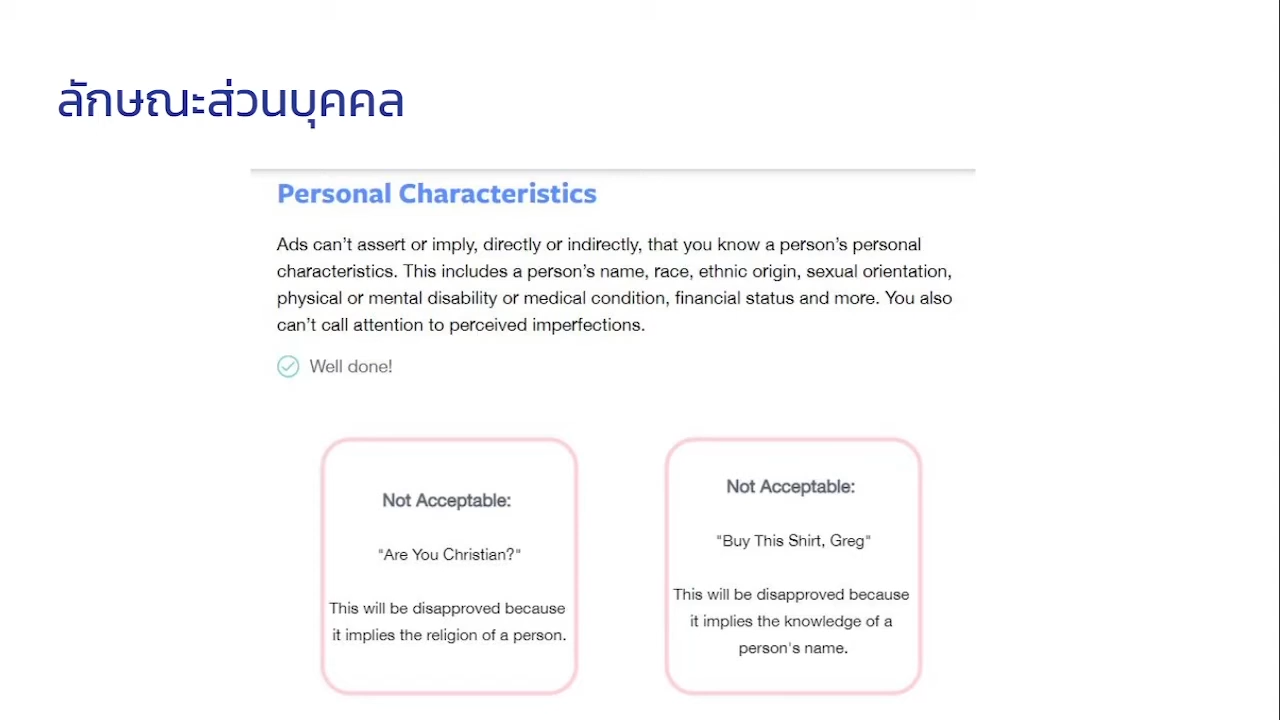 ลักษณะส่วนบุคคล
Personal Characteristics
Ads can't assert or imply, directly or indirectly, that you know a person's personal
characteristics. This includes a person's name, race, ethnic origin, sexual orientation,
physical or mental disability or medical condition, financial status and more. You also
can't call attention to perceived imperfections.
Well done!
Not Acceptable:
"Are You Christian?"
This will be disapproved because
it implies the religion of a person.
Not Acceptable:
"Buy This Shirt, Greg"
This will be disapproved because
it implies the knowledge of a
person's name.